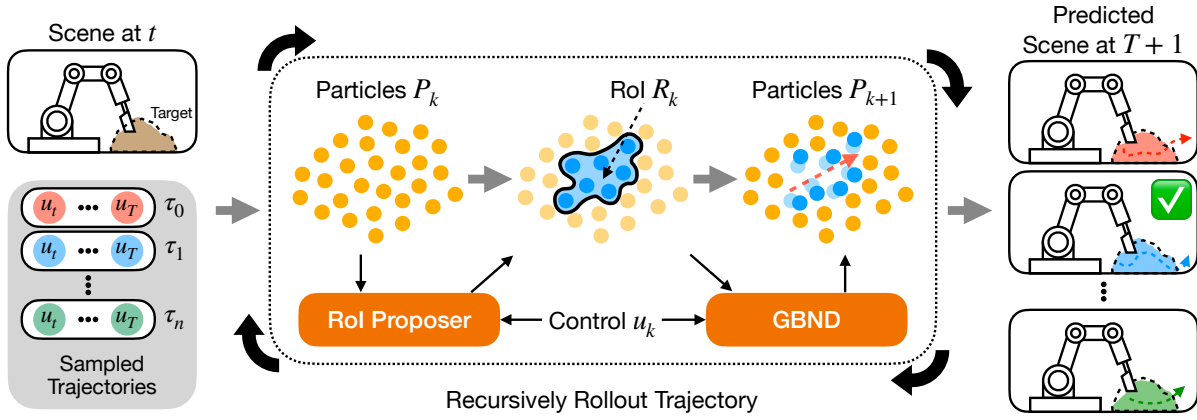 Scene at t
Target
u_t ••• u_T τ_0
u_t ••• u_T τ_1
u_t ••• u_T τ_n
Sampled
Trajectories
Particles P_k
RoI R_k
Particles P_{k+1}
RoI Proposer
Control u_k
GBND
Recursively Rollout Trajectory
Predicted
Scene at T + 1